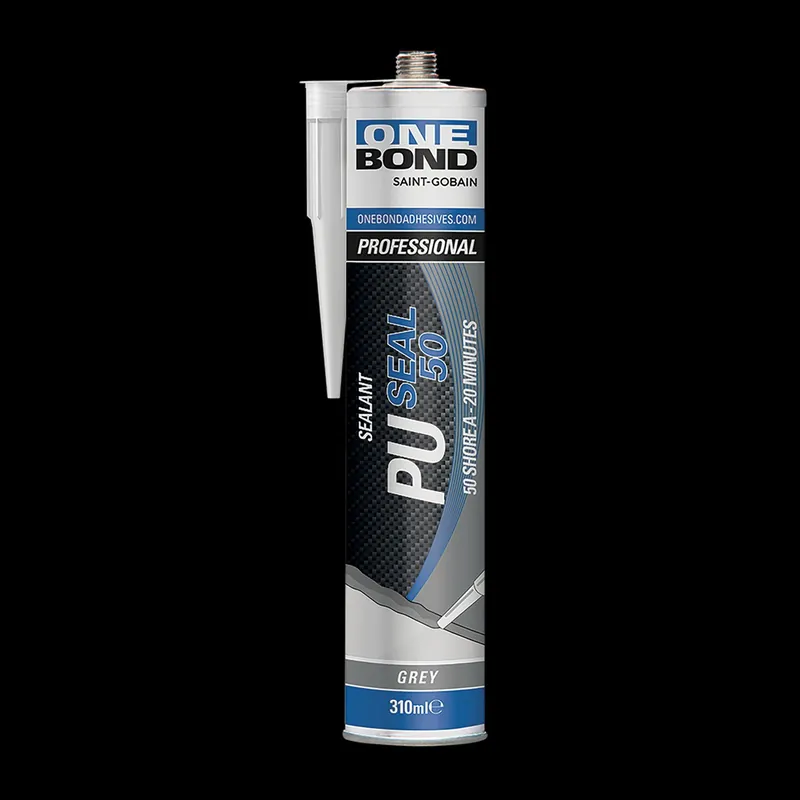 ONE
BOND
SAINT-GOBAIN
ONEBONDADHESIVES.COM
PROFESSIONAL
SEALANT
PU SEAL
50
50 SHORE A - 20 MINUTES
GREY
310ml℮